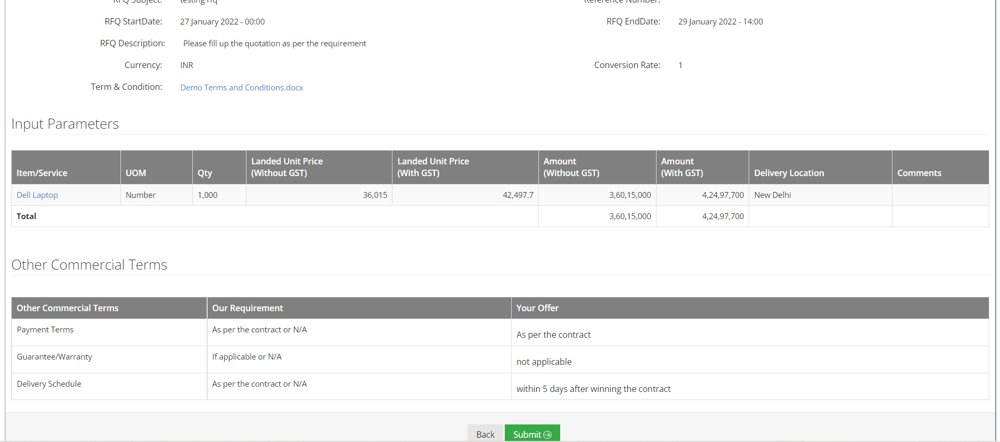 RFQ Subject: testing rfq Reference Number:
RFQ StartDate: 27 January 2022 - 00:00 RFQ EndDate: 29 January 2022 - 14:00
RFQ Description: Please fill up the quotation as per the requirement
Currency: INR Conversion Rate: 1
Term & Condition: Demo Terms and Conditions.docx
Input Parameters
Item/Service UOM Qty Landed Unit Price (Without GST) Landed Unit Price (With GST) Amount (Without GST) Amount (With GST) Delivery Location Comments
Dell Laptop Number 1,000 36,015 42,497.7 3,60,15,000 4,24,97,700 New Delhi
Total 3,60,15,000 4,24,97,700
Other Commercial Terms
Other Commercial Terms Our Requirement Your Offer
Payment Terms As per the contract or N/A As per the contract
Guarantee/Warranty If applicable or N/A not applicable
Delivery Schedule As per the contract or N/A within 5 days after winning the contract
Back Submit